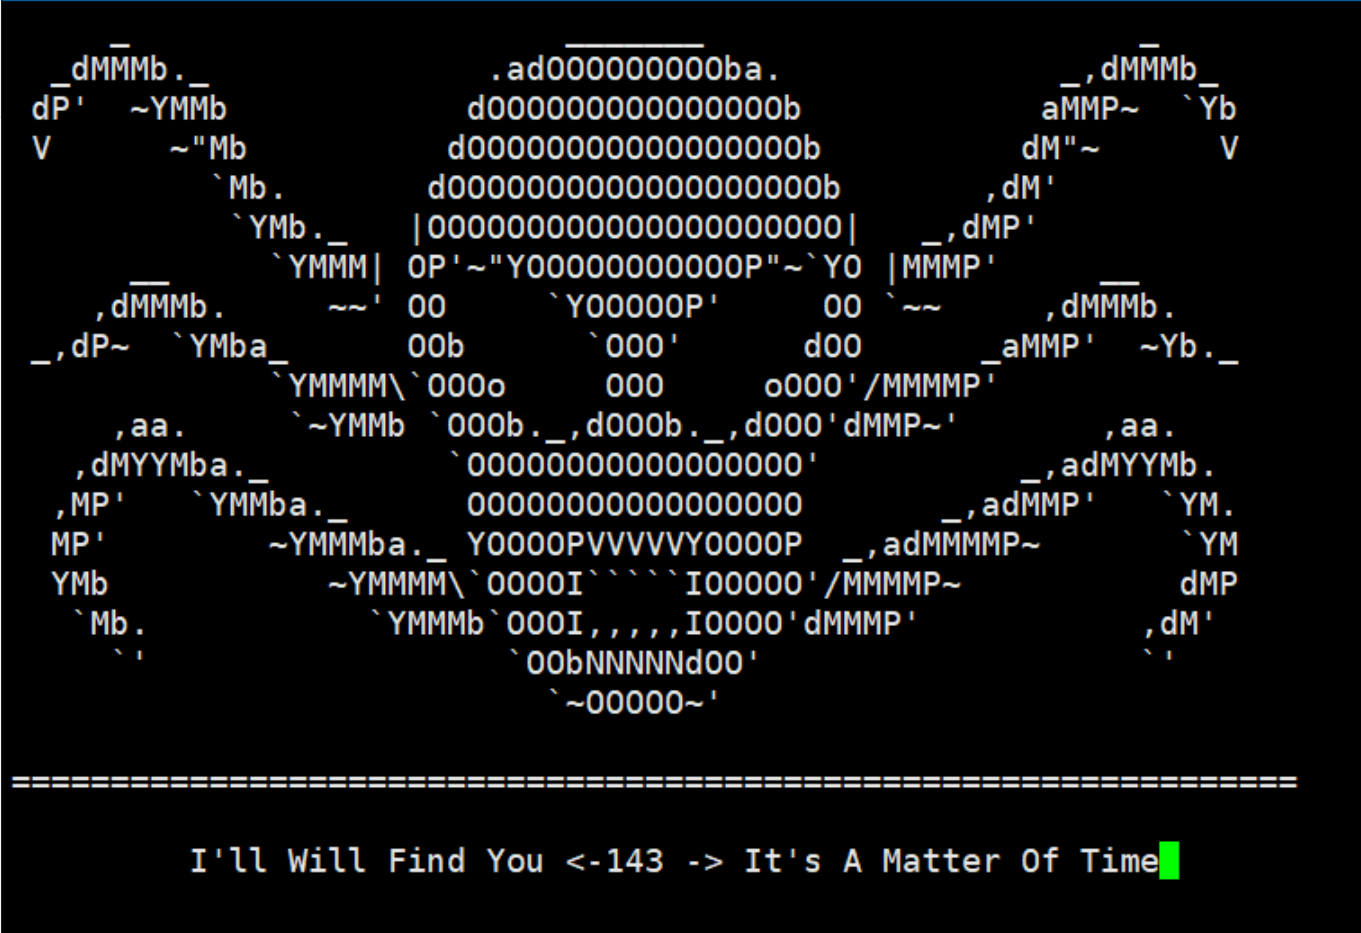 _                                            _
 _dMMMb._              .adOOOOOOOOOba.              _,dMMMb_
dP'  ~YMMb            dOOOOOOOOOOOOOOOb            aMMP~  `Yb
V      ~"Mb          dOOOOOOOOOOOOOOOOOb          dM"~      V
         `Mb.       dOOOOOOOOOOOOOOOOOOOb       ,dM'
          `YMb._   |OOOOOOOOOOOOOOOOOOOOO|   _,dMP'
     __     `YMMM| OP'~"YOOOOOOOOOOOP"~`YO |MMMP'     __
   ,dMMMb.     ~~' OO     `YOOOOOP'     OO `~~     ,dMMMb.
_,dP~  `YMba_      OOb      `OOO'      dOO      _aMMP'  ~Yb._
            `YMMMM\`OOOo     OOO     oOOO'/MMMMP'
    ,aa.     `~YMMb `OOOb._,dOOOb._,dOOO'dMMP~'       ,aa.
  ,dMYYMba._         `OOOOOOOOOOOOOOOOO'          _,adMYYMb.
 ,MP'   `YMMba._      OOOOOOOOOOOOOOOOO       _,adMMP'   `YM.
 MP'        ~YMMMba._ YOOOOPVVVVVYOOOOP  _,adMMMMP~       `YM
 YMb           ~YMMMM\`OOOOI`````IOOOOO'/MMMMP~           dMP
  `Mb.           `YMMMb`OOOI,,,,,IOOOO'dMMMP'           ,dM'
    `'                  `OObNNNNNdOO'                   `'
                          `~OOOOO~'
=================================================================
I'll Will Find You <-143 -> It's A Matter Of Time